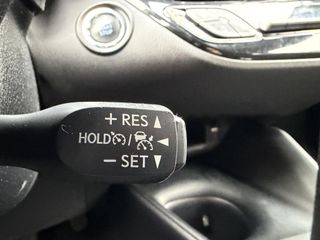 + RES ▲
HOLD / ◄
− SET ▼